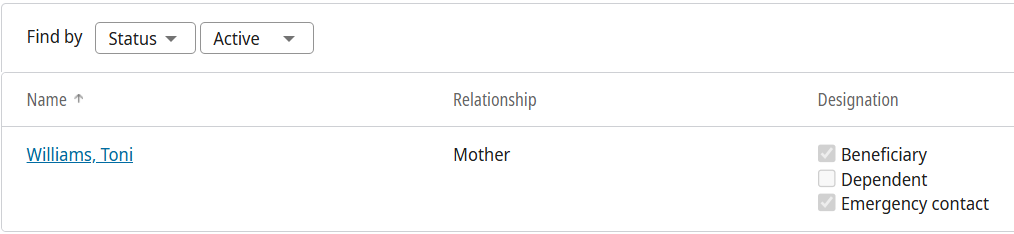 Find by Status Active
Name Relationship Designation
Williams, Toni Mother Beneficiary
Dependent
Emergency contact